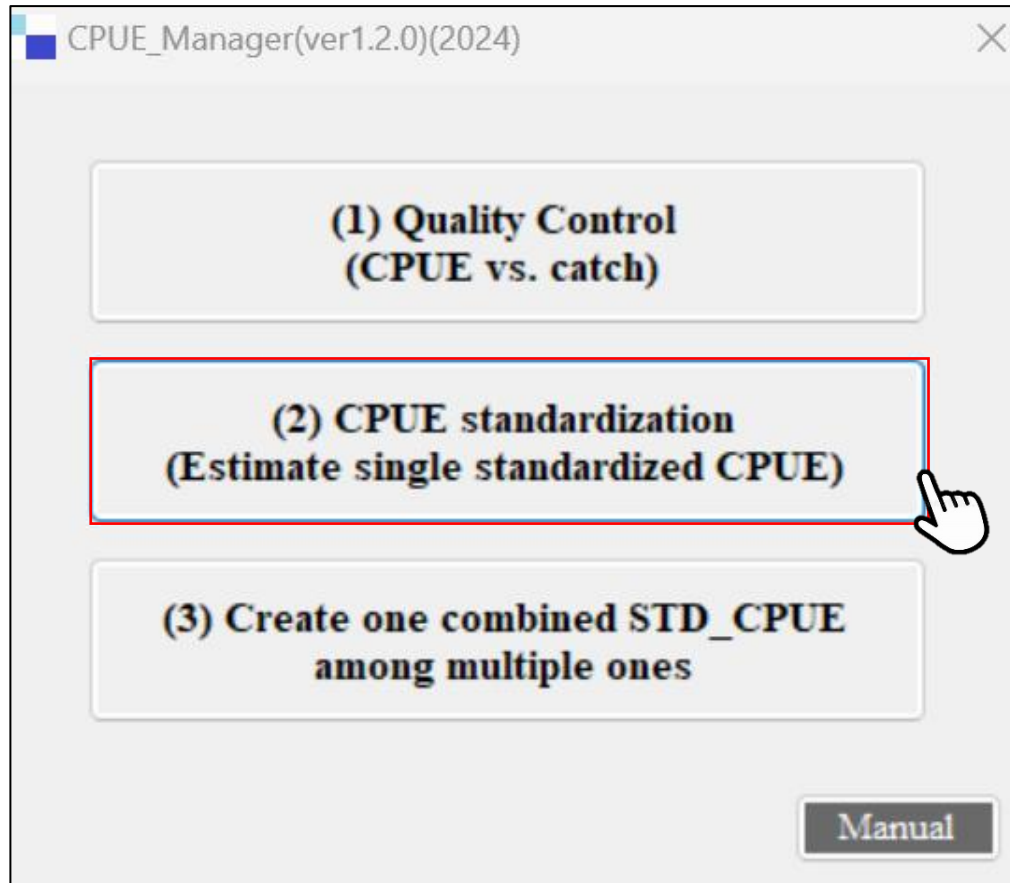 CPUE_Manager(ver1.2.0)(2024)
(1) Quality Control
(CPUE vs. catch)
(2) CPUE standardization
(Estimate single standardized CPUE)
(3) Create one combined STD_CPUE
among multiple ones
Manual